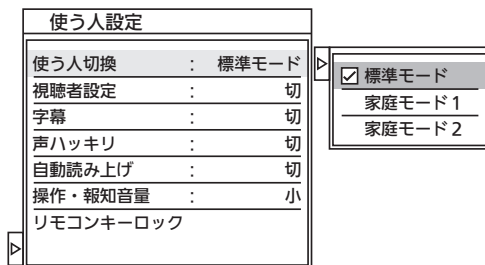 使う人設定
使う人切換 : 標準モード
視聴者設定 : 切
字幕 : 切
声ハッキリ : 切
自動読み上げ : 切
操作・報知音量 : 小
リモコンキーロック
標準モード
家庭モード1
家庭モード2